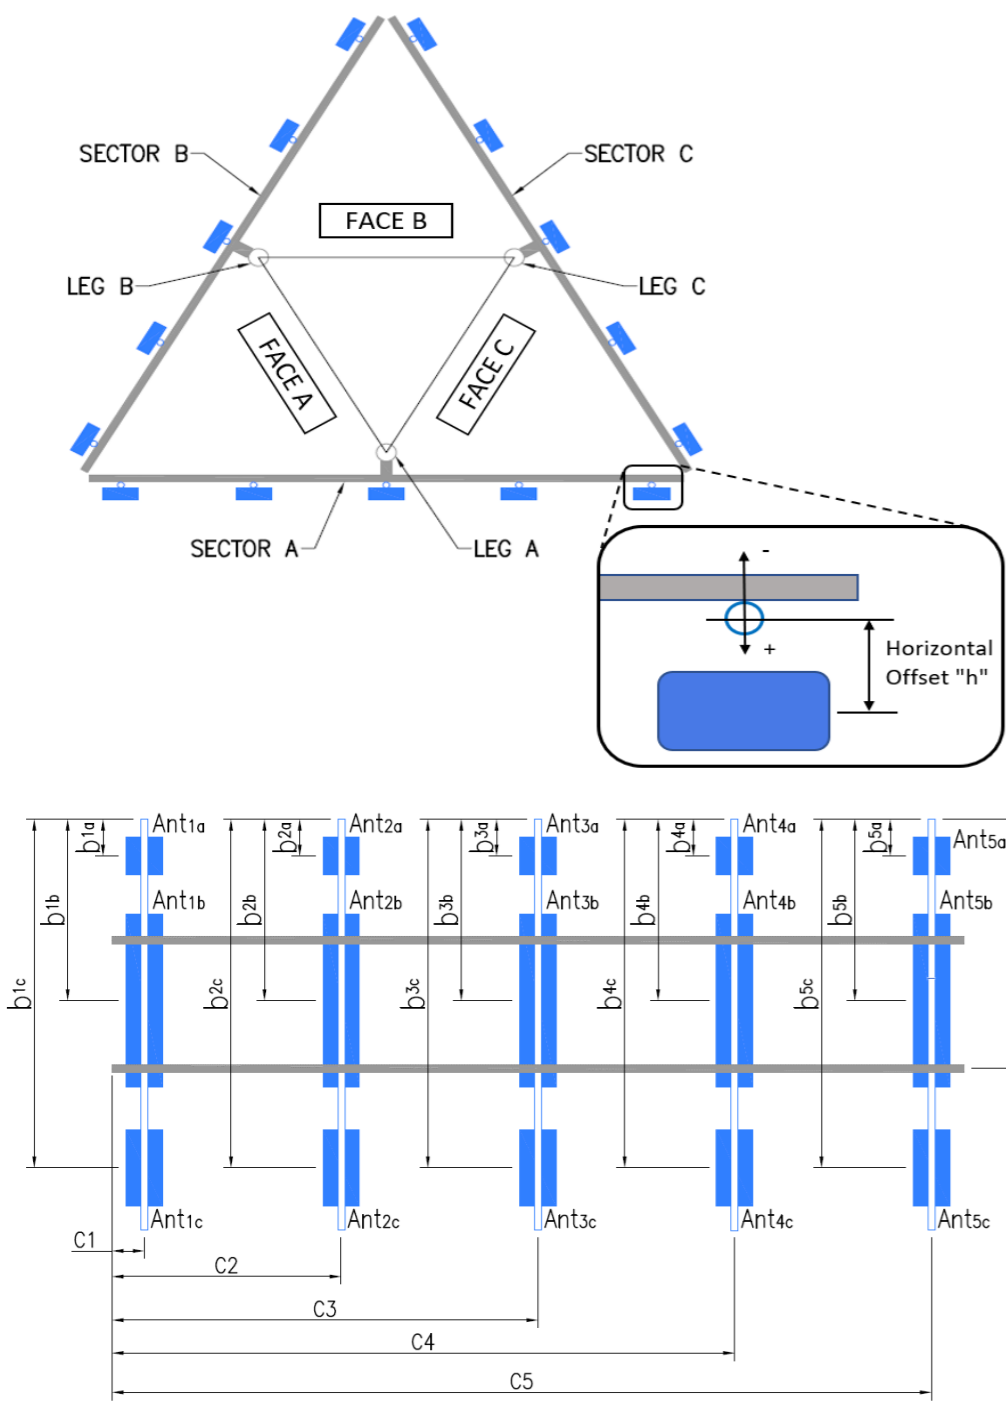 SECTOR B
SECTOR C
FACE B
LEG B
LEG C
FACE A
FACE C
SECTOR A
LEG A
-
+
Horizontal
Offset "h"
b1a
Ant1a
b2a
Ant2a
b3a
Ant3a
b4a
Ant4a
b5a
Ant5a
b1b
Ant1b
b2b
Ant2b
b3b
Ant3b
b4b
Ant4b
b5b
Ant5b
b1c
b2c
b3c
b4c
b5c
Ant1c
Ant2c
Ant3c
Ant4c
Ant5c
C1
C2
C3
C4
C5